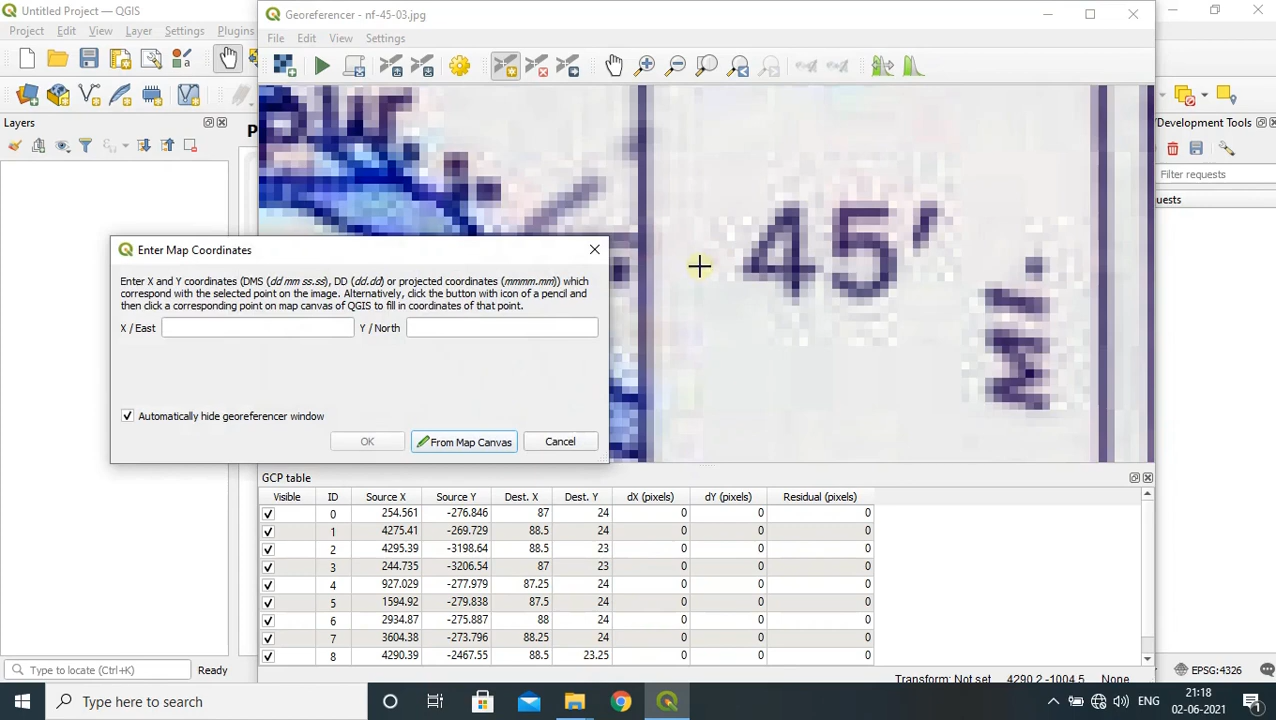 Untitled Project — QGIS
Project Edit View Layer Settings Plugins
Georeferencer - nf-45-03.jpg
File Edit View Settings
Layers
/Development Tools
Filter requests
45'
M.
Enter Map Coordinates
Enter X and Y coordinates (DMS (dd mm ss.ss), DD (dd.dd) or projected coordinates (mmmm.mm)) which
correspond with the selected point on the image. Alternatively, click the button with icon of a pencil and
then click a corresponding point on map canvas of QGIS to fill in coordinates of that point.
X / East Y / North
Automatically hide georeferencer window
OK From Map Canvas Cancel
GCP table
Visible ID Source X Source Y Dest. X Dest. Y dX (pixels) dY (pixels) Residual (pixels)
0 254.561 -276.846 87 24 0 0 0
1 4275.41 -269.729 88.5 24 0 0 0
2 4295.39 -3198.64 88.5 23 0 0 0
3 244.735 -3206.54 87 23 0 0 0
4 927.029 -277.979 87.25 24 0 0 0
5 1594.92 -279.838 87.5 24 0 0 0
6 2934.87 -275.887 88 24 0 0 0
7 3604.38 -273.796 88.25 24 0 0 0
8 4290.39 -2467.55 88.5 23.25 0 0 0
Type to locate (Ctrl+K) Ready
Transform: Not set 4290.2,-1004.5 None
EPSG:4326
Type here to search
ENG
21:18
02-06-2021
1